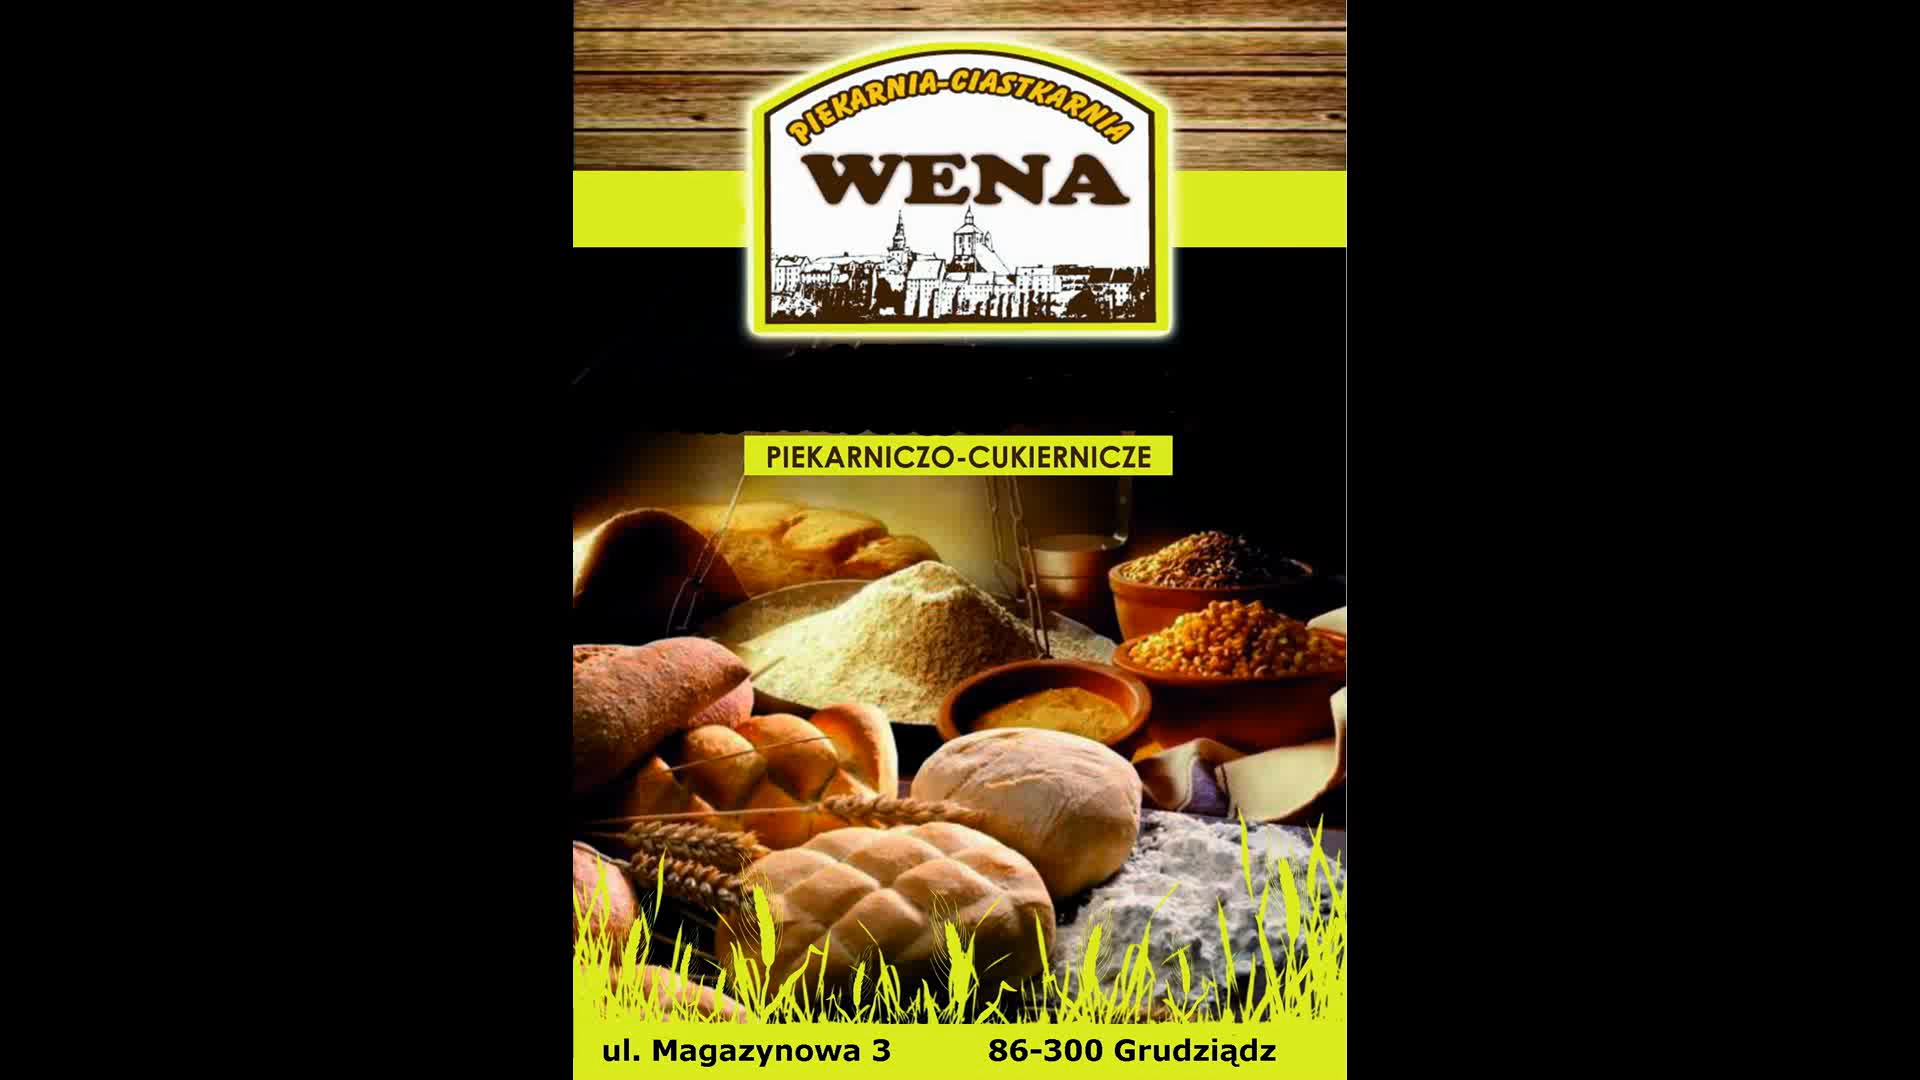 PIEKARNIA-CIASTKARNIA
WENA
PIEKARNICZO-CUKIERNICZE
ul. Magazynowa 3 86-300 Grudziądz